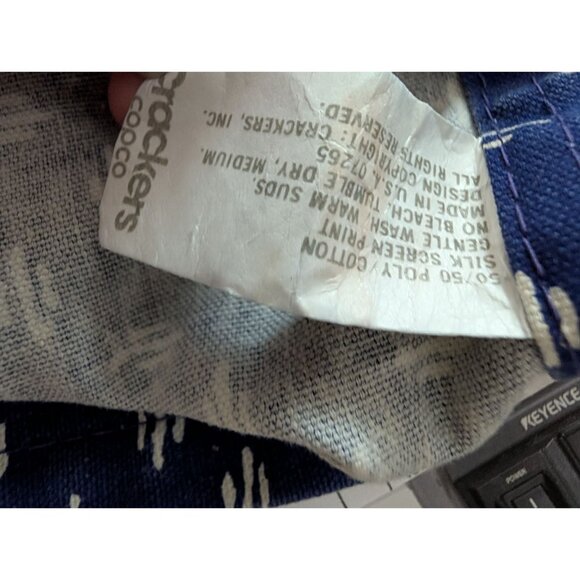 crackers
COOCO
50/50 POLY/COTTON
SILK SCREEN PRINT
GENTLE WASH WARM SUDS
NO BLEACH TUMBLE DRY, MEDIUM.
MADE IN U.S.A. 07265
DESIGN COPYRIGHT: CRACKERS, INC.
ALL RIGHTS RESERVED.
KEYENCE
POWER
I